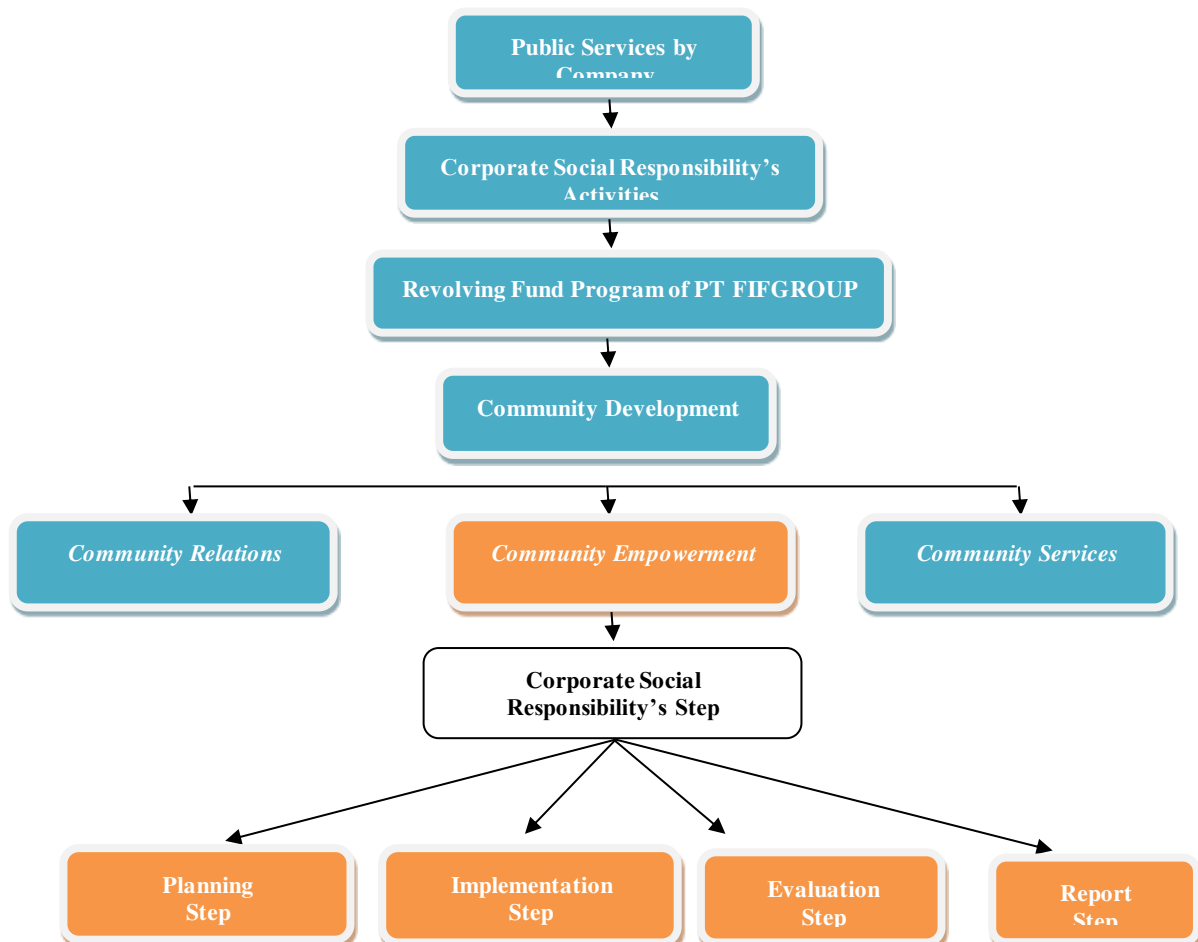 Public Services by
Company
Corporate Social Responsibility’s
Activities
Revolving Fund Program of PT FIFGROUP
Community Development
Community Relations
Community Empowerment
Community Services
Corporate Social
Responsibility’s Step
Planning
Step
Implementation
Step
Evaluation
Step
Report
Step